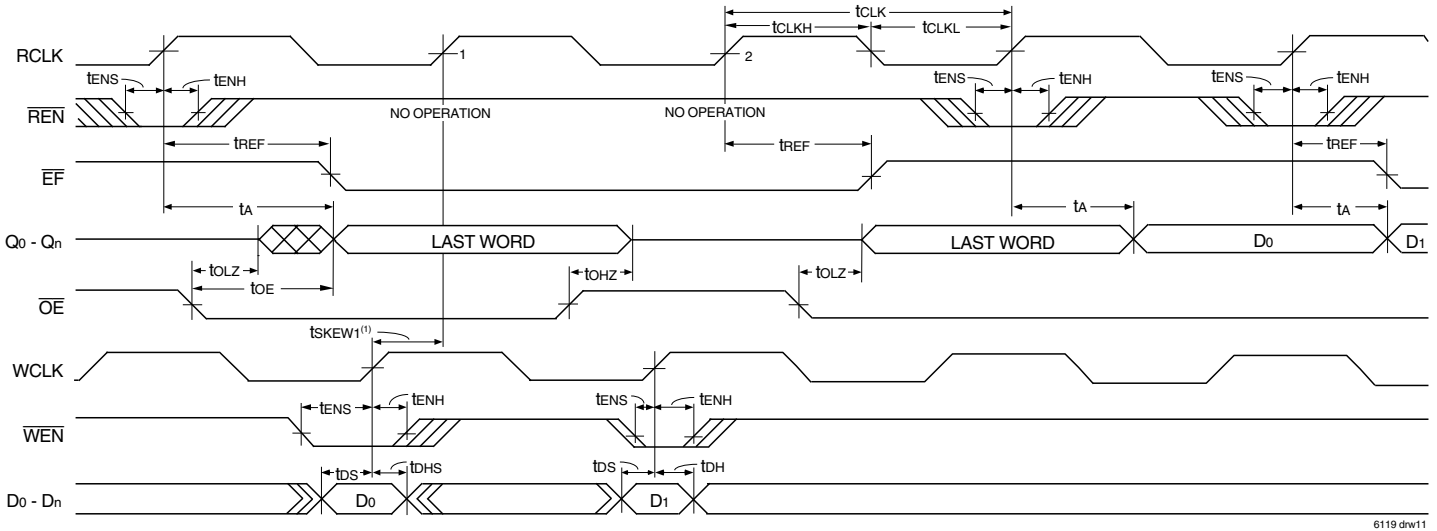 tCLK
tCLKH tCLKL
RCLK 1 2
tENS tENH tENS tENH tENS tENH
REN NO OPERATION NO OPERATION
tREF tREF tREF
EF
tA tA tA
Q0 - Qn LAST WORD LAST WORD D0 D1
tOLZ tOHZ tOLZ
tOE
OE
tSKEW1(1)
WCLK
tENS tENH tENS tENH
WEN
tDS tDHS tDS tDH
D0 - Dn D0 D1
6119 drw11